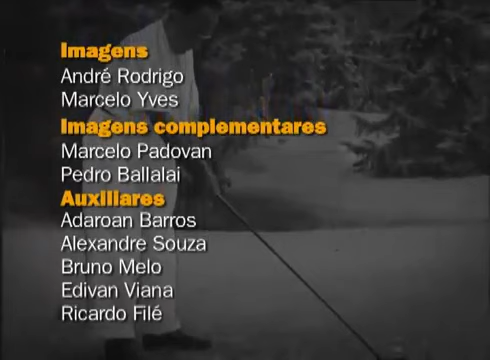 Imagens
André Rodrigo
Marcelo Yves
Imagens complementares
Marcelo Padovan
Pedro Ballalai
Auxiliares
Adaroan Barros
Alexandre Souza
Bruno Melo
Edivan Viana
Ricardo Filé